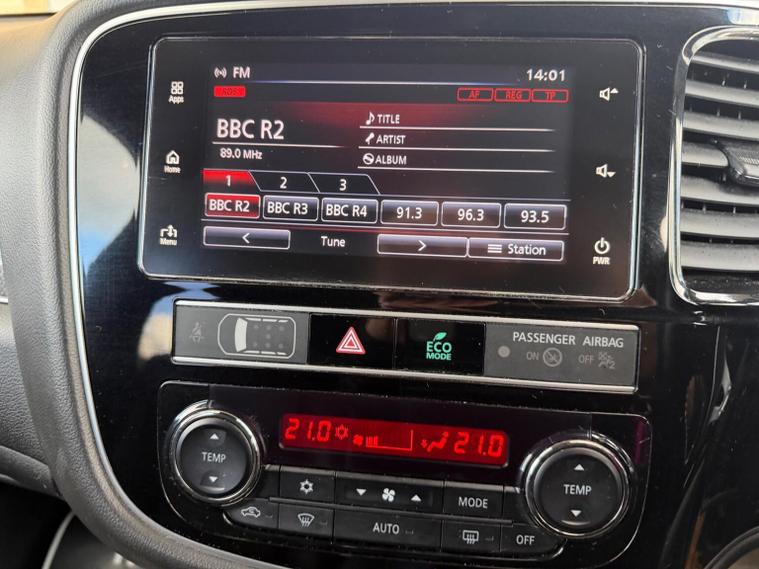 FM 14:01
Apps
RDS AF REG TP
BBC R2
TITLE
ARTIST
89.0 MHz
ALBUM
Home
1 2 3
BBC R2 BBC R3 BBC R4 91.3 96.3 93.5
Menu
< Tune > Station
PWR
PASSENGER AIRBAG
ECO
MODE
ON OFF 2
21.0 21.0
TEMP
TEMP
MODE
AUTO
OFF